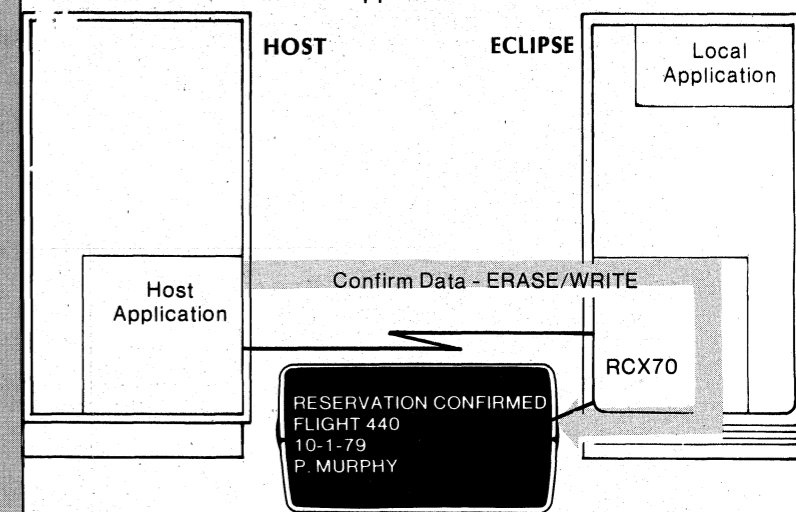 HOST
ECLIPSE
Local
Application
Confirm Data - ERASE/WRITE
Host
Application
RCX70
RESERVATION CONFIRMED
FLIGHT 440
10-1-79
P. MURPHY